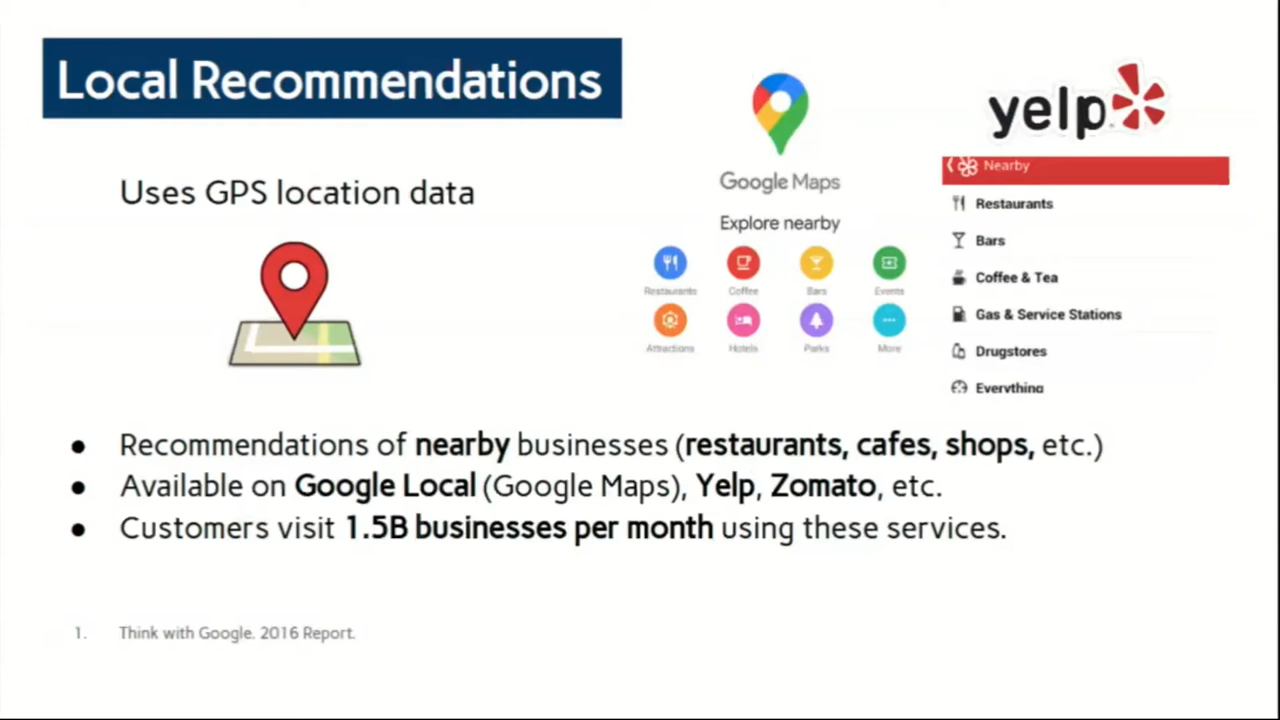 Local Recommendations
Uses GPS location data
Google Maps
Explore nearby
Restaurants
Coffee
Bars
Events
Attractions
Hotels
Parks
More
yelp
Nearby
Restaurants
Bars
Coffee & Tea
Gas & Service Stations
Drugstores
Everything
● Recommendations of nearby businesses (restaurants, cafes, shops, etc.)
● Available on Google Local (Google Maps), Yelp, Zomato, etc.
● Customers visit 1.5B businesses per month using these services.
1. Think with Google. 2016 Report.